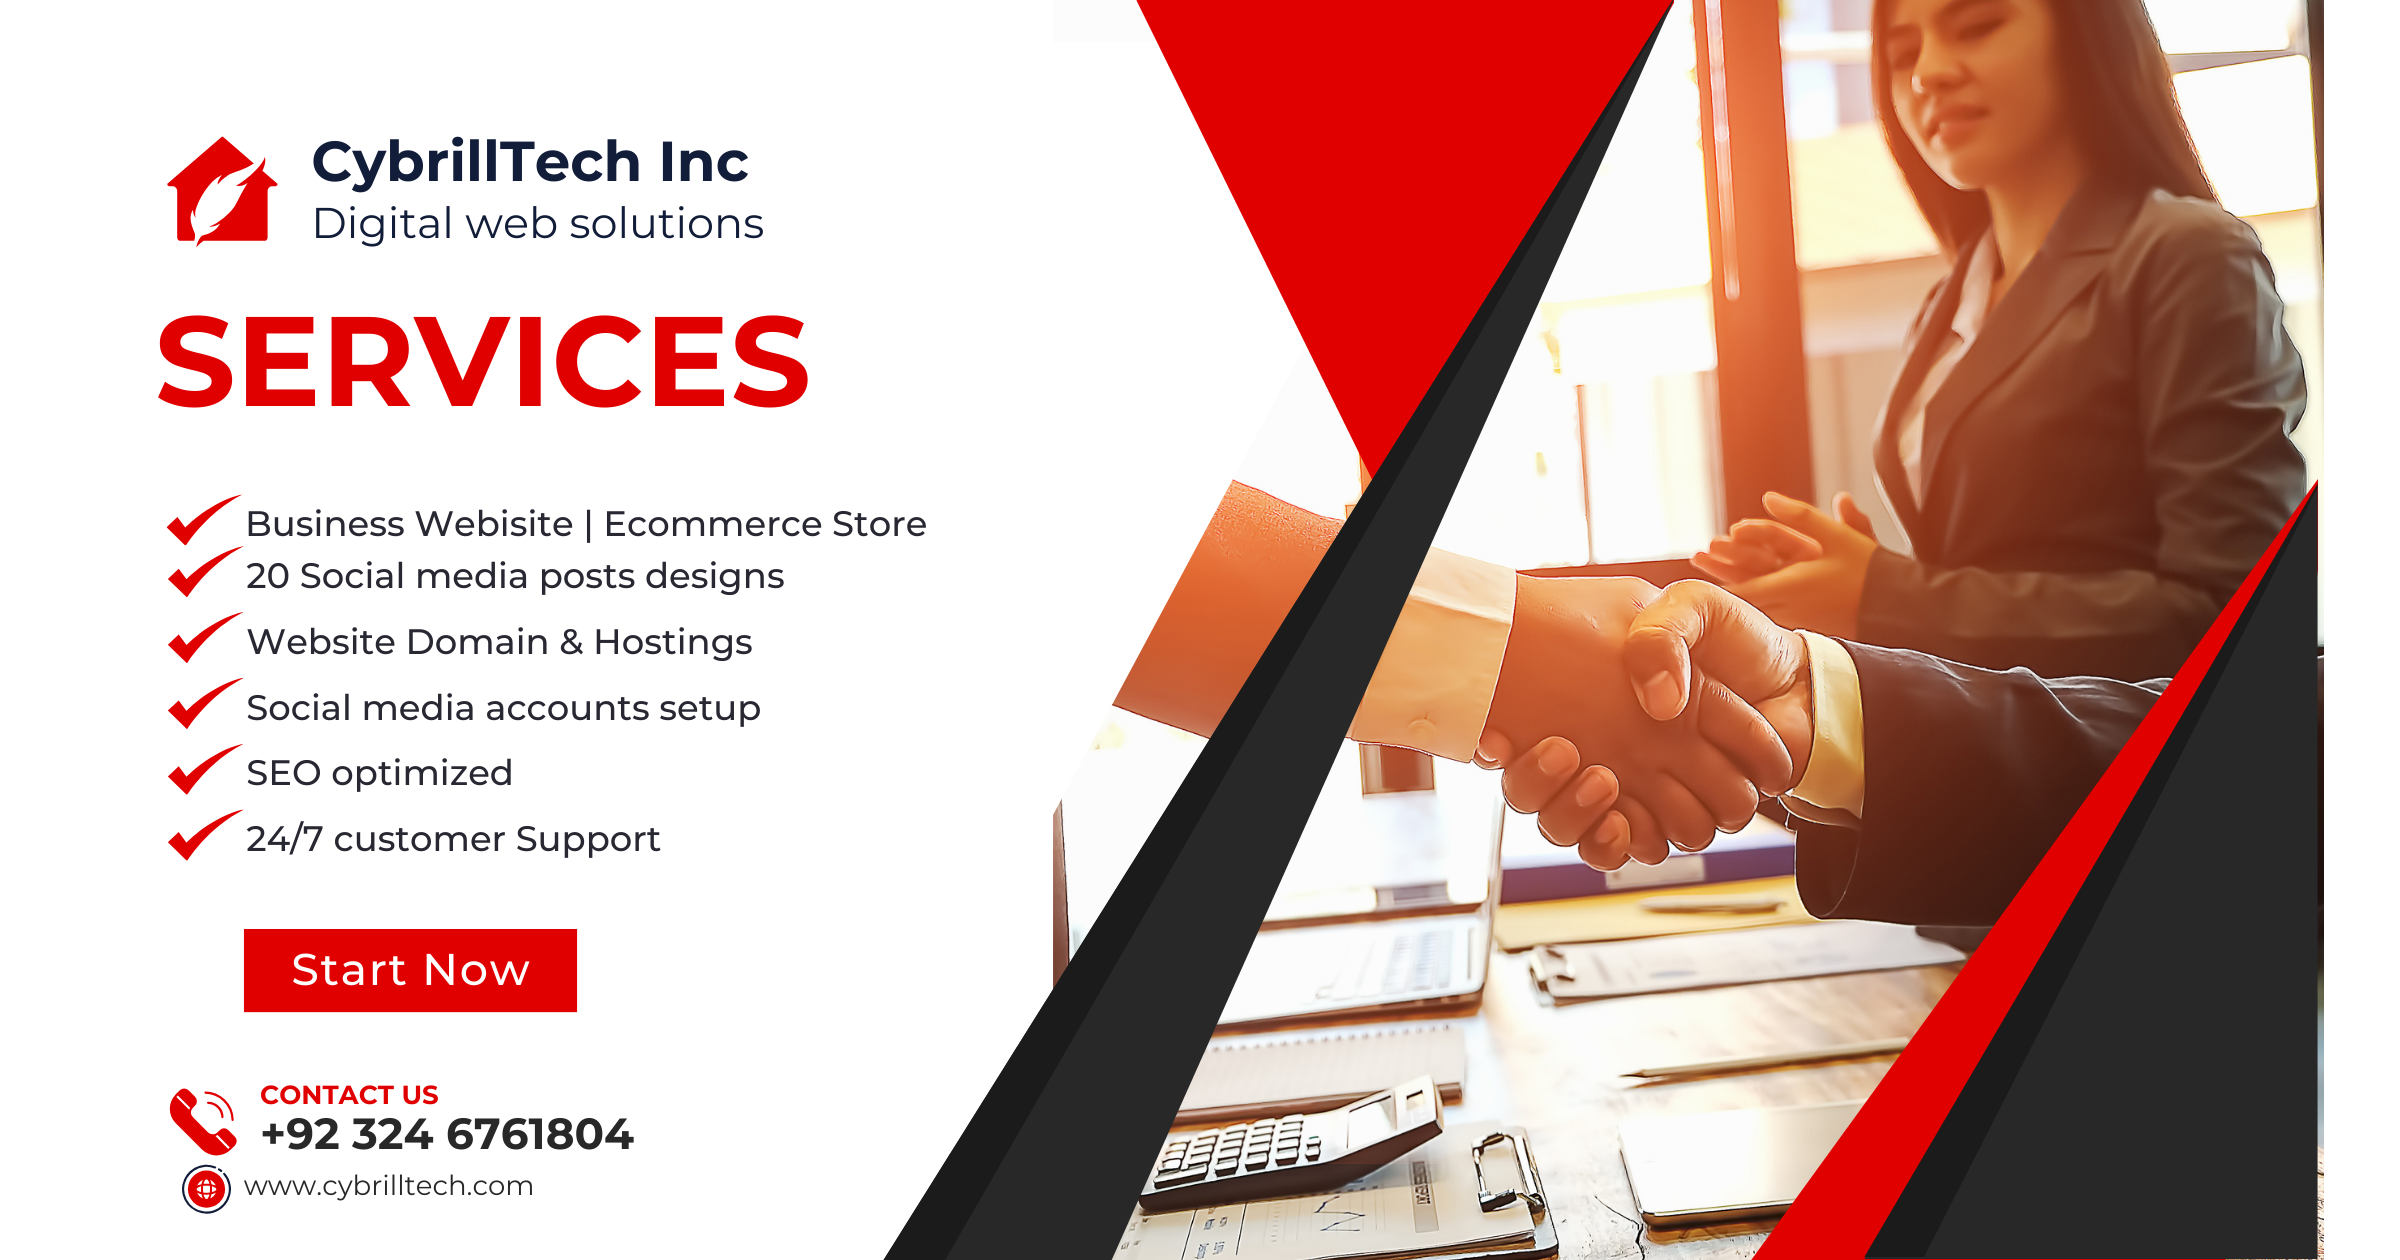 CybrillTech Inc
Digital web solutions
SERVICES
Business Webisite | Ecommerce Store
20 Social media posts designs
Website Domain & Hostings
Social media accounts setup
SEO optimized
24/7 customer Support
Start Now
CONTACT US
+92 324 6761804
www.cybrilltech.com